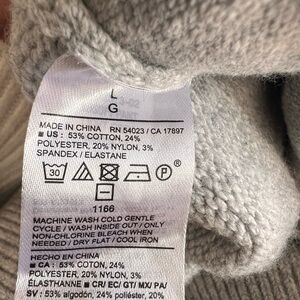 L
G
MADE IN CHINA RN 54023 / CA 17897
■ US : 53% COTTON, 24%
POLYESTER, 20% NYLON, 3%
SPANDEX / ELASTANE
30 P
1166
MACHINE WASH COLD GENTLE
CYCLE / WASH INSIDE OUT / ONLY
NON-CHLORINE BLEACH WHEN
NEEDED / DRY FLAT / COOL IRON
HECHO EN CHINA
■ CA : 53% COTTON, 24%
POLYESTER, 20% NYLON, 3%
ÉLASTHANNE ■ CR/ EC/ GT/ MX/ PA/
SV : 53% algodón, 24% poliéster, 20%